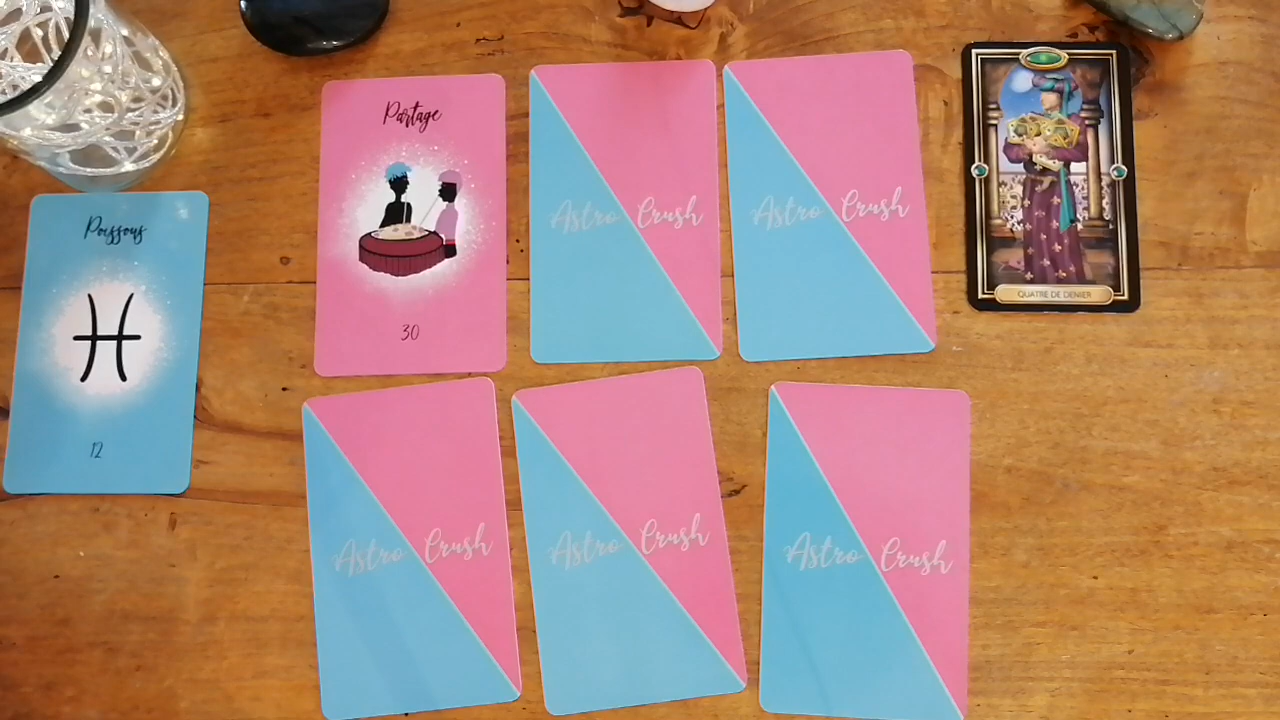 Poissons
12
Partage
30
Astro Crush
Astro Crush
QUATRE DE DENIER
Astro Crush
Astro Crush
Astro Crush